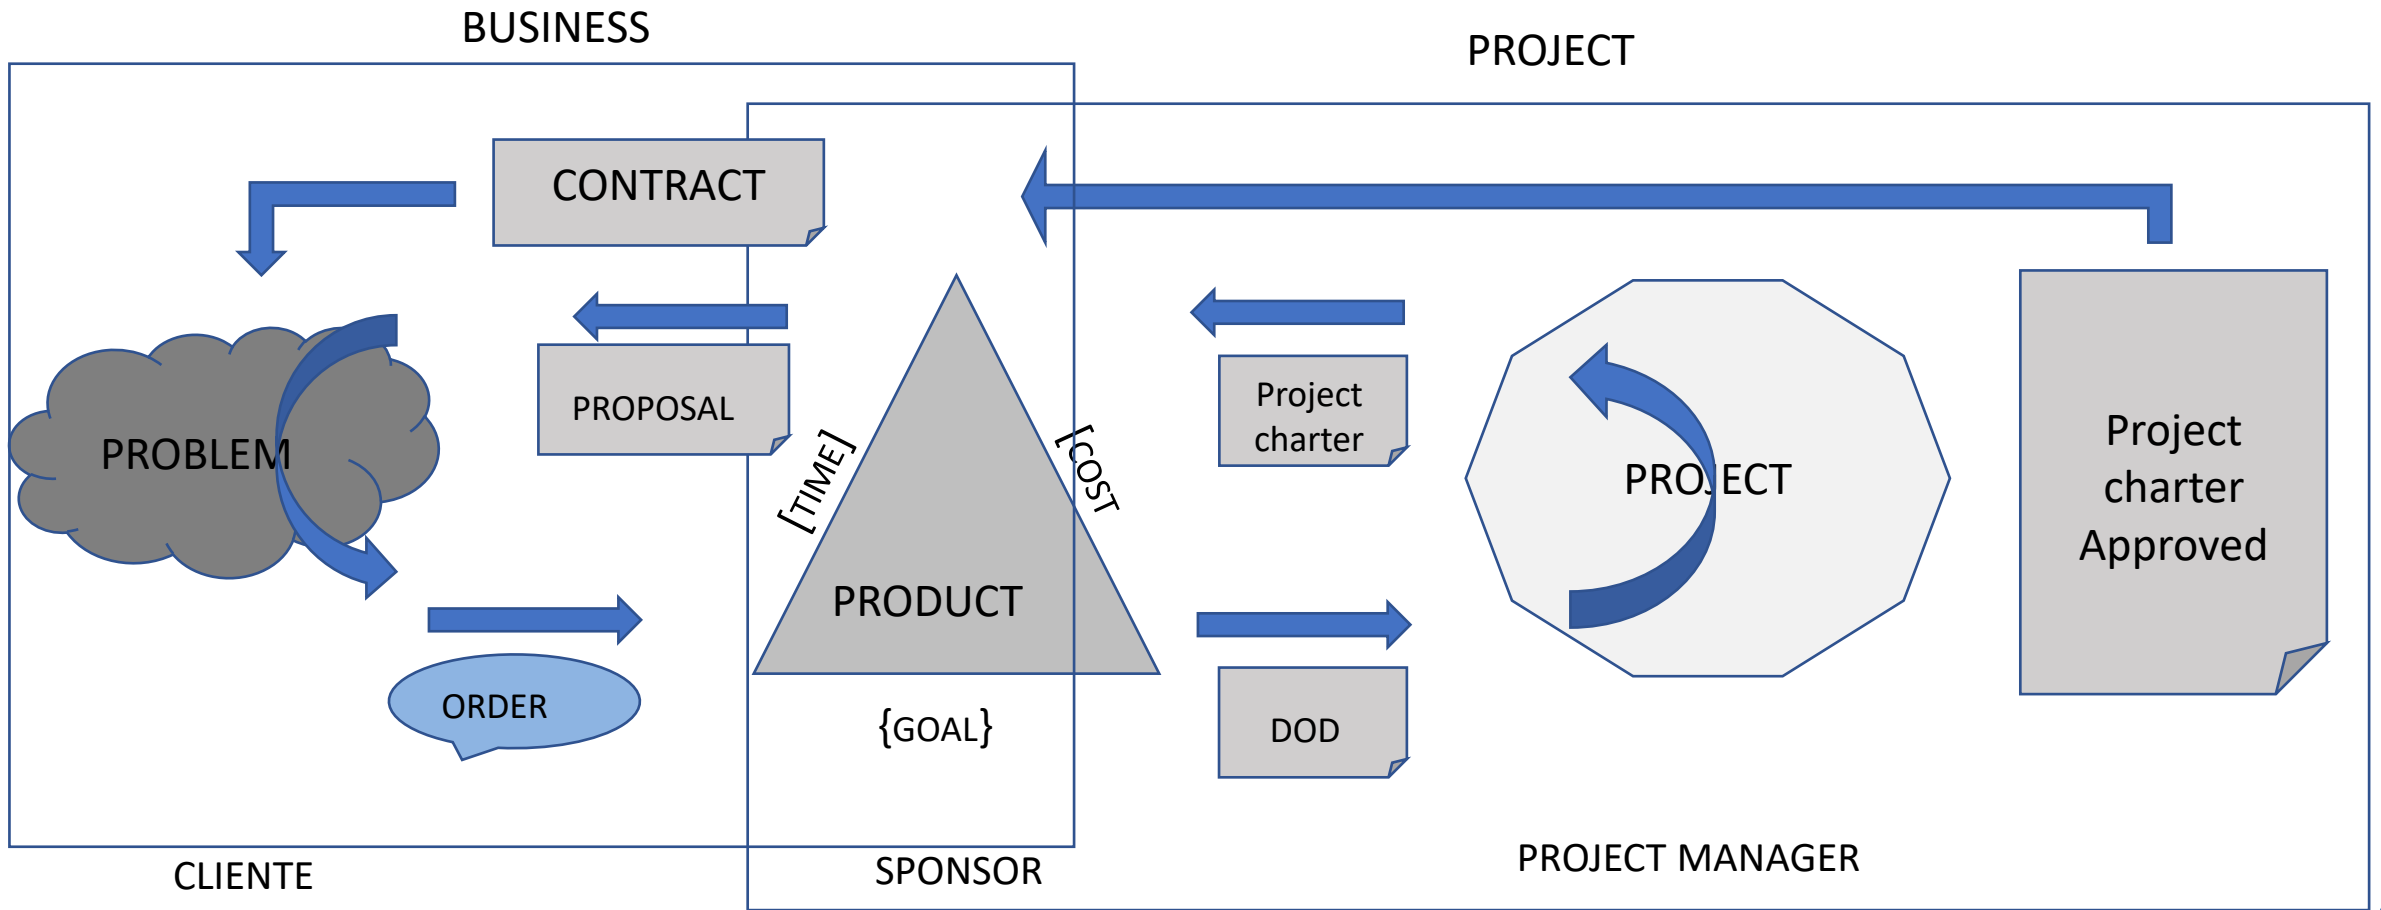 BUSINESS
PROJECT
CONTRACT
PROBLEM
PROPOSAL
[TIME]
[COST
PRODUCT
{GOAL}
ORDER
Project
charter
DOD
PROJECT
Project
charter
Approved
CLIENTE
SPONSOR
PROJECT MANAGER